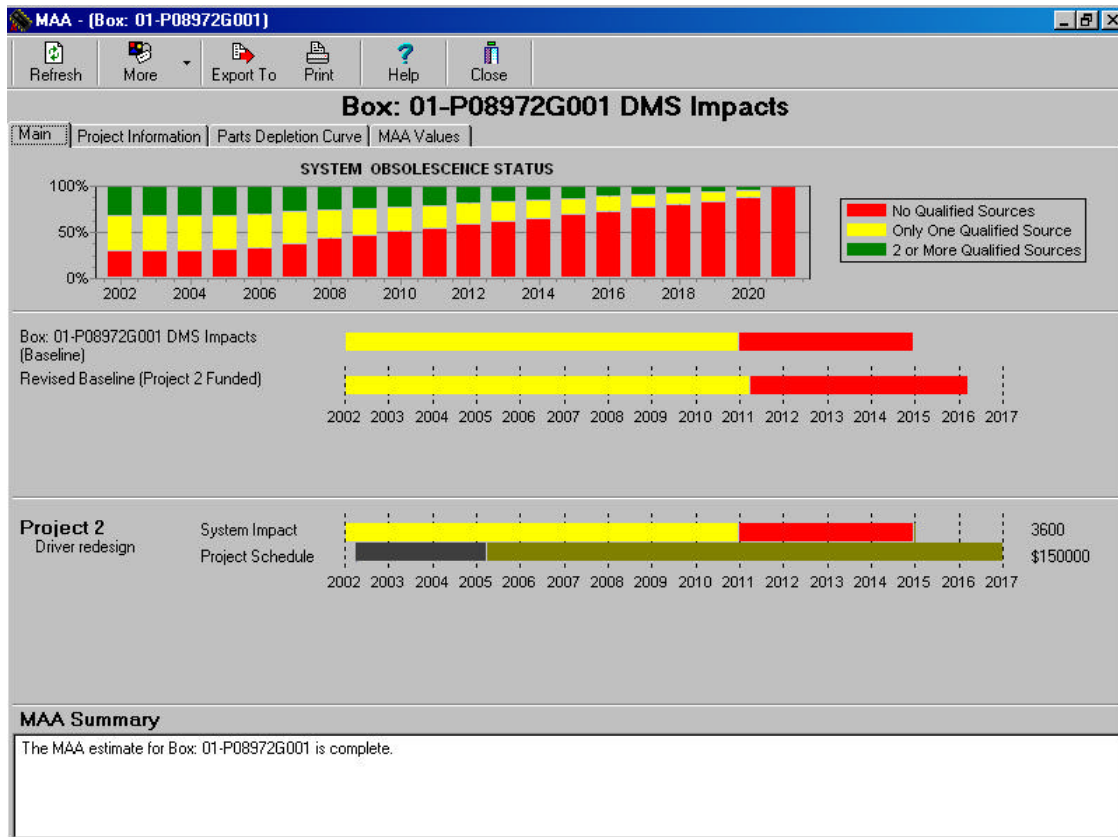 MAA - (Box: 01-P08972G001)
Refresh More Export To Print Help Close
Box: 01-P08972G001 DMS Impacts
Main Project Information Parts Depletion Curve MAA Values
SYSTEM OBSOLESCENCE STATUS
100%
50%
0%
2002 2004 2006 2008 2010 2012 2014 2016 2018 2020
No Qualified Sources
Only One Qualified Source
2 or More Qualified Sources
Box: 01-P08972G001 DMS Impacts
(Baseline)
Revised Baseline (Project 2 Funded)
2002 2003 2004 2005 2006 2007 2008 2009 2010 2011 2012 2013 2014 2015 2016 2017
Project 2
Driver redesign
System Impact 3600
Project Schedule $150000
2002 2003 2004 2005 2006 2007 2008 2009 2010 2011 2012 2013 2014 2015 2016 2017
MAA Summary
The MAA estimate for Box: 01-P08972G001 is complete.